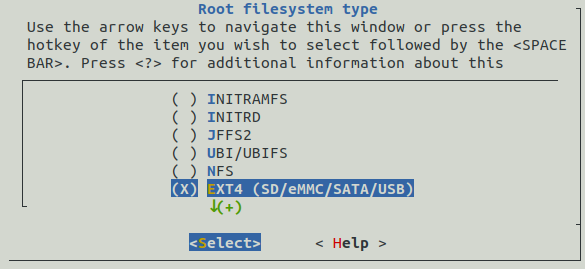 Root filesystem type
Use the arrow keys to navigate this window or press the
hotkey of the item you wish to select followed by the <SPACE
BAR>. Press <?> for additional information about this
( ) INITRAMFS
( ) INITRD
( ) JFFS2
( ) UBI/UBIFS
( ) NFS
(X) EXT4 (SD/eMMC/SATA/USB)
↓(+)
<Select> < Help >